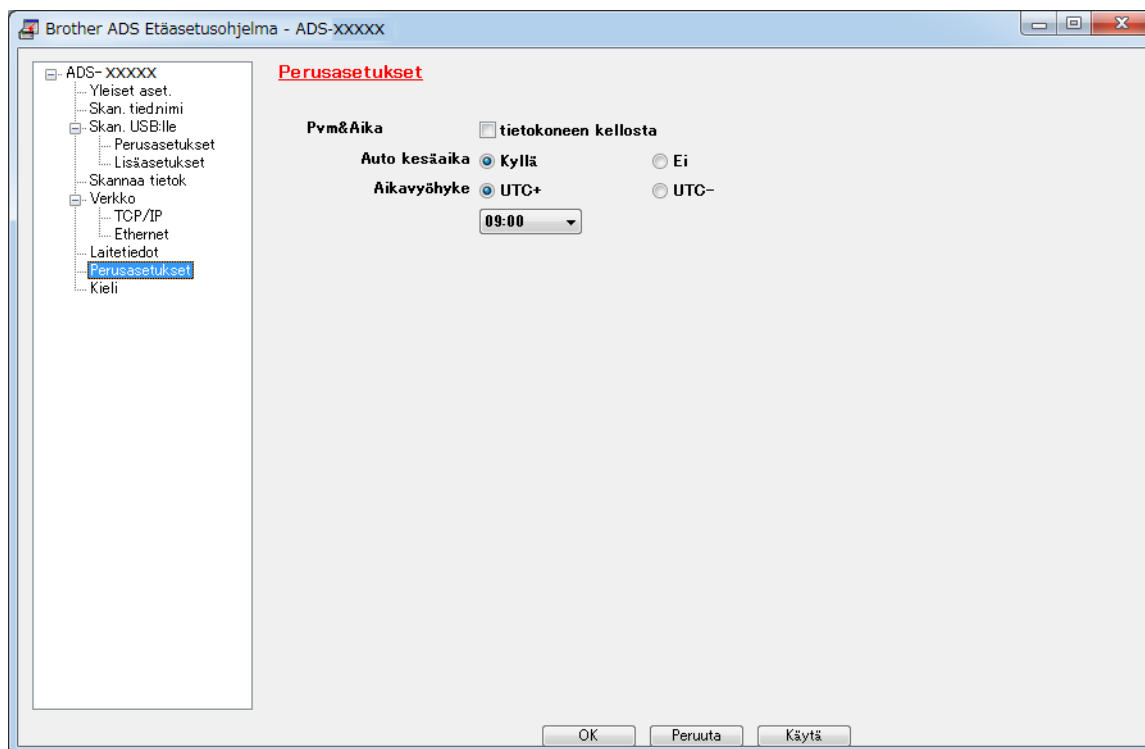 Brother ADS Etäasetusohjelma - ADS-XXXXX
ADS- XXXXX
Yleiset aset.
Skan. tied.nimi
Skan. USB:lle
Perusasetukset
Lisäasetukset
Skannaa tietok
Verkko
TCP/IP
Ethernet
Laitetiedot
Perusasetukset
Kieli
Perusasetukset
Pvm&Aika tietokoneen kellosta
Auto kesäaika Kyllä Ei
Aikavyöhyke UTC+ UTC-
09:00
OK Peruuta Käytä